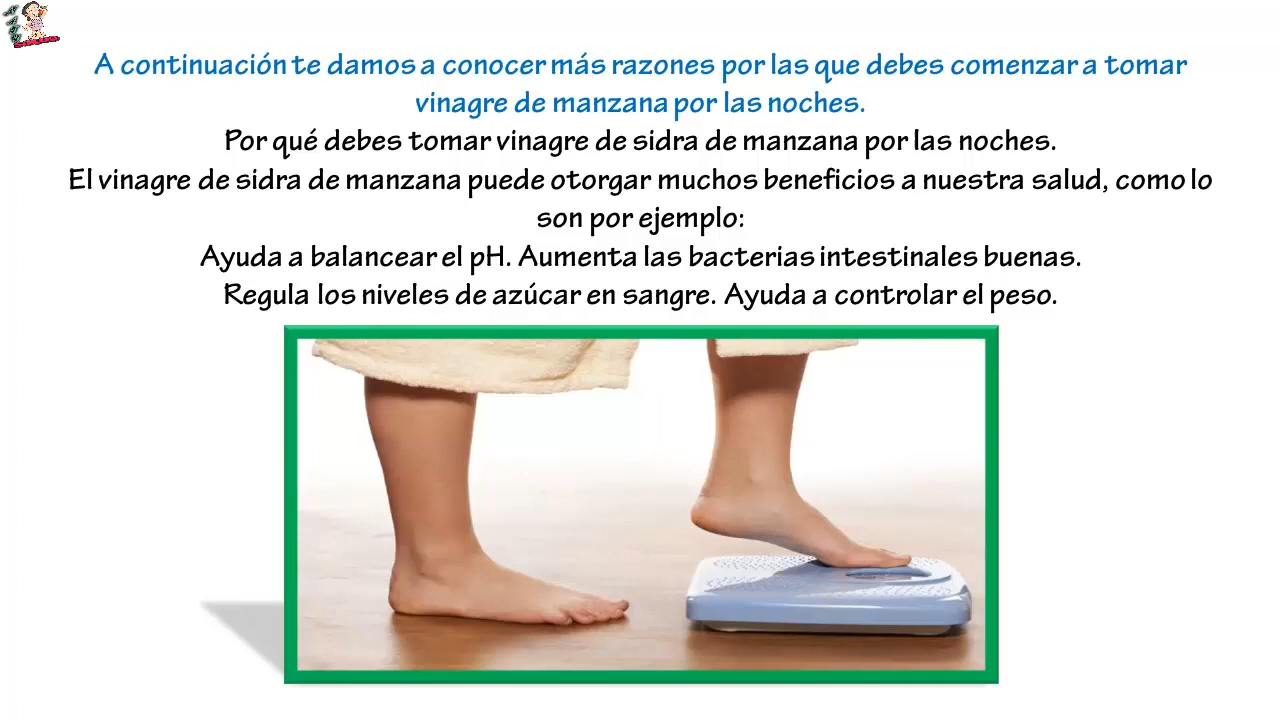 A continuación te damos a conocer más razones por las que debes comenzar a tomar
vinagre de manzana por las noches.
Por qué debes tomar vinagre de sidra de manzana por las noches.
El vinagre de sidra de manzana puede otorgar muchos beneficios a nuestra salud, como lo
son por ejemplo:
Ayuda a balancear el pH. Aumenta las bacterias intestinales buenas.
Regula los niveles de azúcar en sangre. Ayuda a controlar el peso.